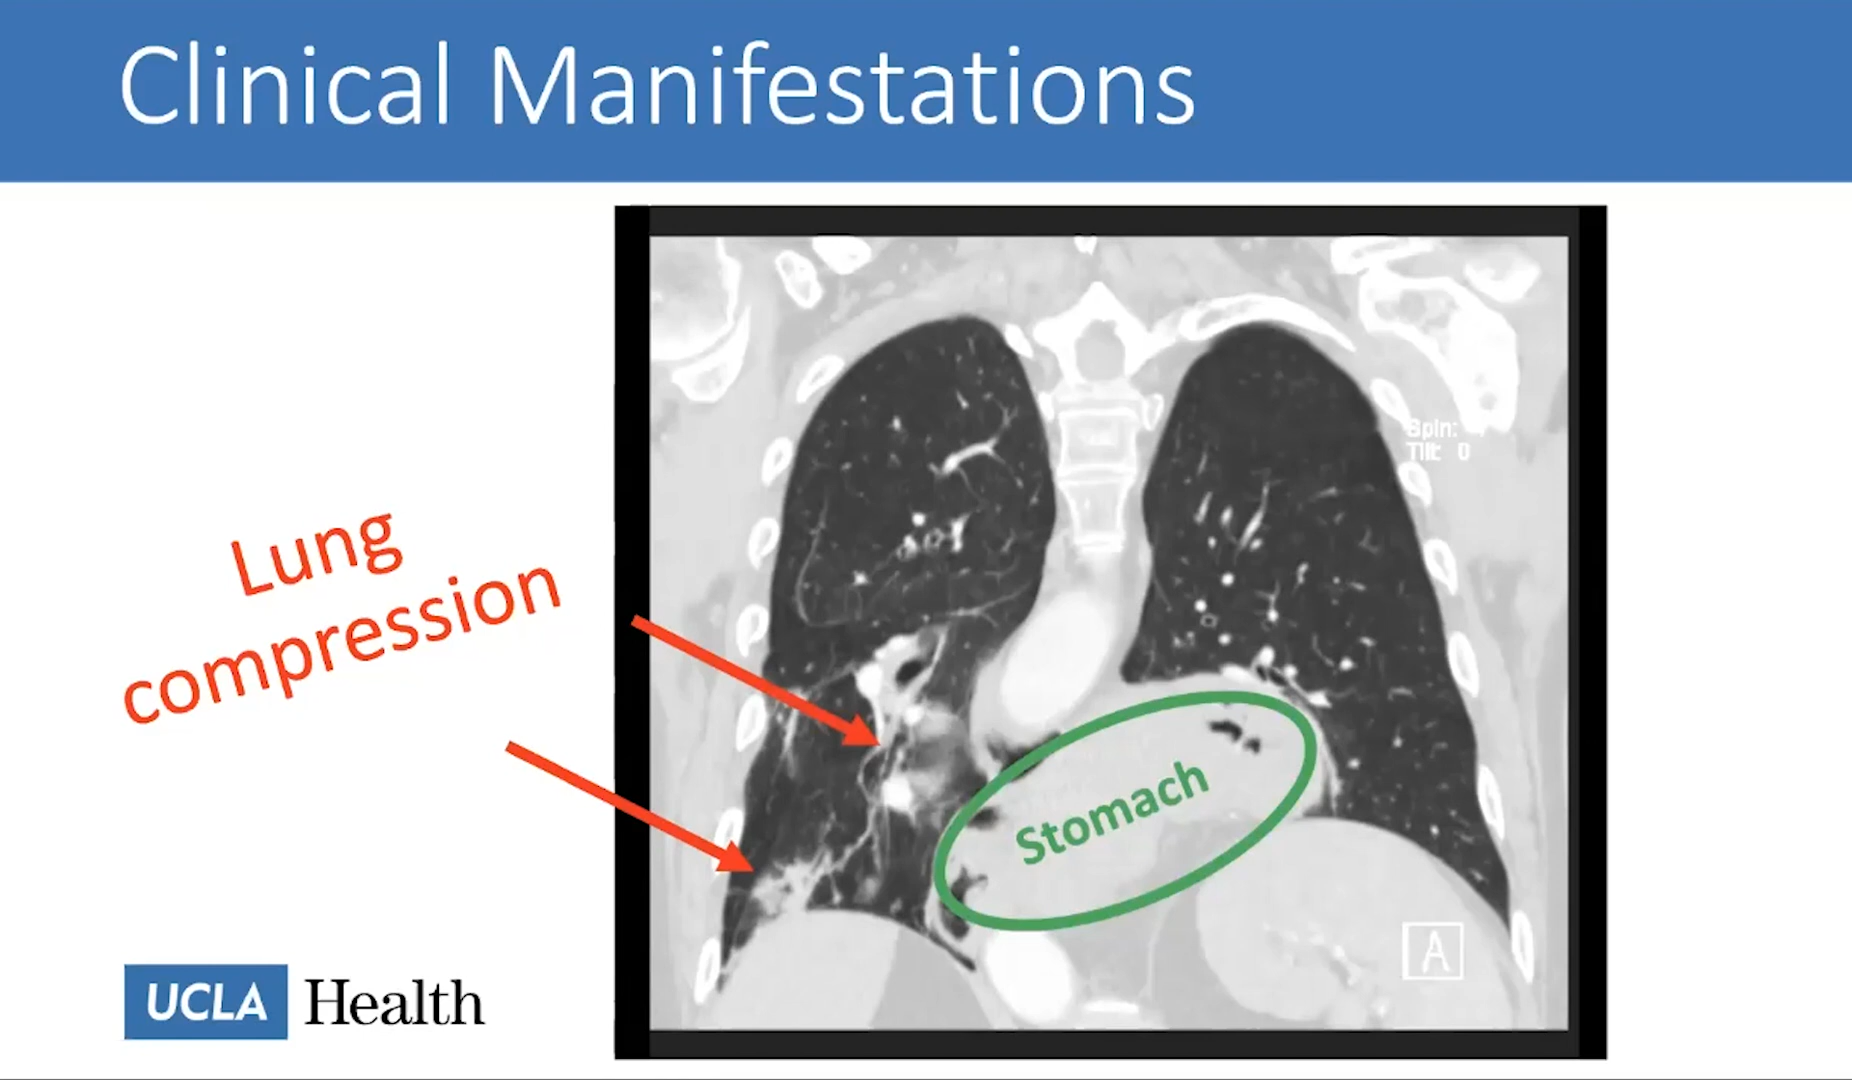 Clinical Manifestations
Spin:
Tilt: 0
Lung
compression
Stomach
A
UCLA Health